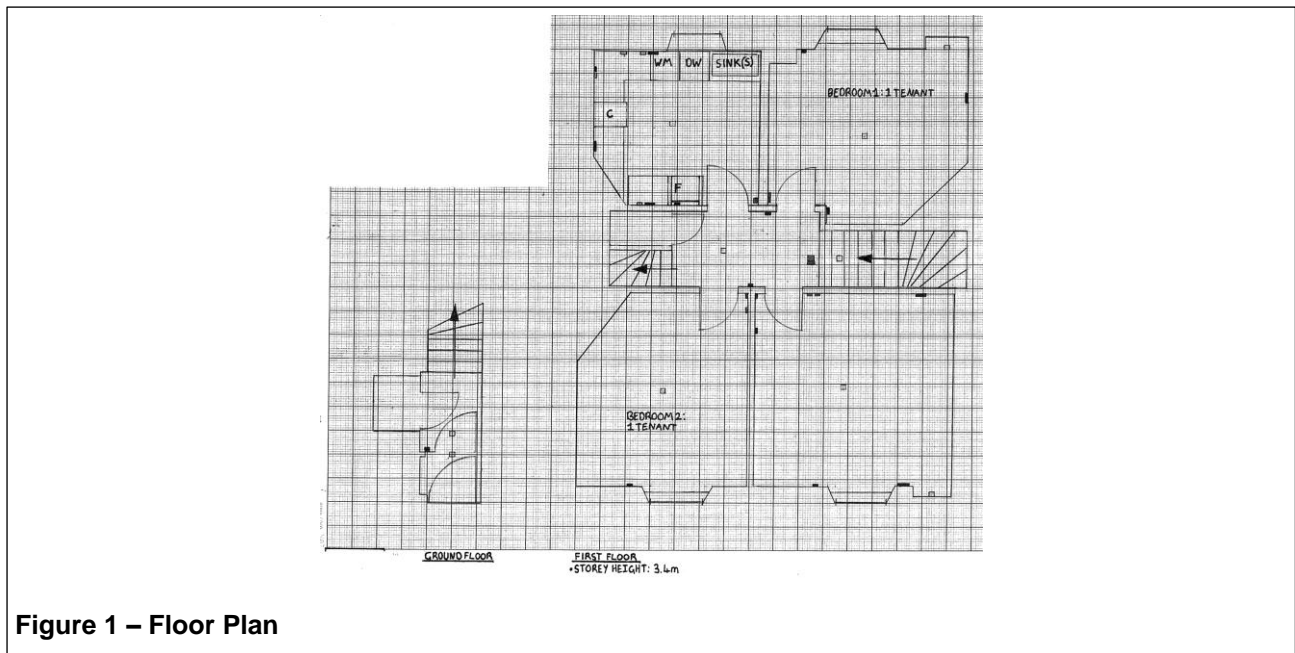 WM
DW
SINK(S)
BEDROOM 1: 1 TENANT
C
F
BEDROOM 2:
1 TENANT
GROUND FLOOR
FIRST FLOOR
•STOREY HEIGHT: 3.4m
Figure 1 – Floor Plan